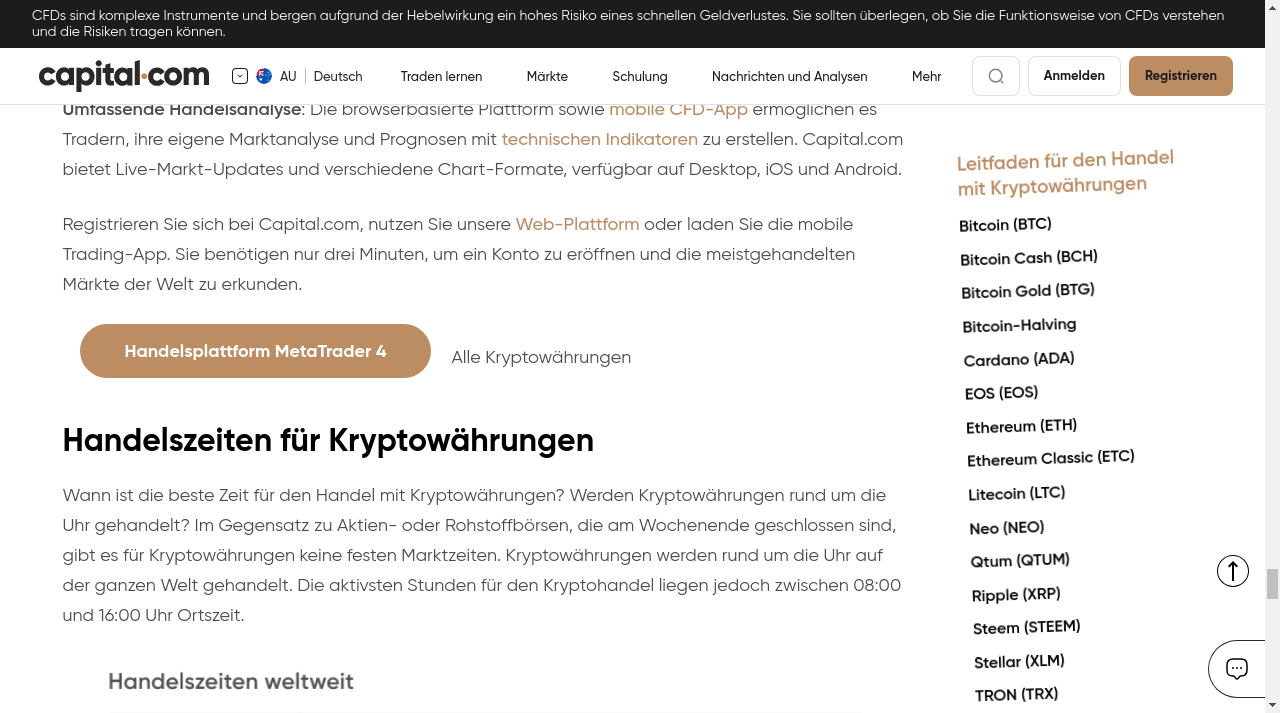 CFDs sind komplexe Instrumente und bergen aufgrund der Hebelwirkung ein hohes Risiko eines schnellen Geldverlustes. Sie sollten überlegen, ob Sie die Funktionsweise von CFDs verstehen
und die Risiken tragen können.
capital.com
AU
Deutsch
Traden lernen
Märkte
Schulung
Nachrichten und Analysen
Mehr
Anmelden
Registrieren
Umfassende Handelsanalyse: Die browserbasierte Plattform sowie mobile CFD-App ermöglichen es
Tradern, ihre eigene Marktanalyse und Prognosen mit technischen Indikatoren zu erstellen. Capital.com
bietet Live-Markt-Updates und verschiedene Chart-Formate, verfügbar auf Desktop, iOS und Android.
Registrieren Sie sich bei Capital.com, nutzen Sie unsere Web-Plattform oder laden Sie die mobile
Trading-App. Sie benötigen nur drei Minuten, um ein Konto zu eröffnen und die meistgehandelten
Märkte der Welt zu erkunden.
Handelsplattform MetaTrader 4
Alle Kryptowährungen
Handelszeiten für Kryptowährungen
Wann ist die beste Zeit für den Handel mit Kryptowährungen? Werden Kryptowährungen rund um die
Uhr gehandelt? Im Gegensatz zu Aktien- oder Rohstoffbörsen, die am Wochenende geschlossen sind,
gibt es für Kryptowährungen keine festen Marktzeiten. Kryptowährungen werden rund um die Uhr auf
der ganzen Welt gehandelt. Die aktivsten Stunden für den Kryptohandel liegen jedoch zwischen 08:00
und 16:00 Uhr Ortszeit.
Handelszeiten weltweit
Leitfaden für den Handel
mit Kryptowährungen
Bitcoin (BTC)
Bitcoin Cash (BCH)
Bitcoin Gold (BTG)
Bitcoin-Halving
Cardano (ADA)
EOS (EOS)
Ethereum (ETH)
Ethereum Classic (ETC)
Litecoin (LTC)
Neo (NEO)
Qtum (QTUM)
Ripple (XRP)
Steem (STEEM)
Stellar (XLM)
TRON (TRX)